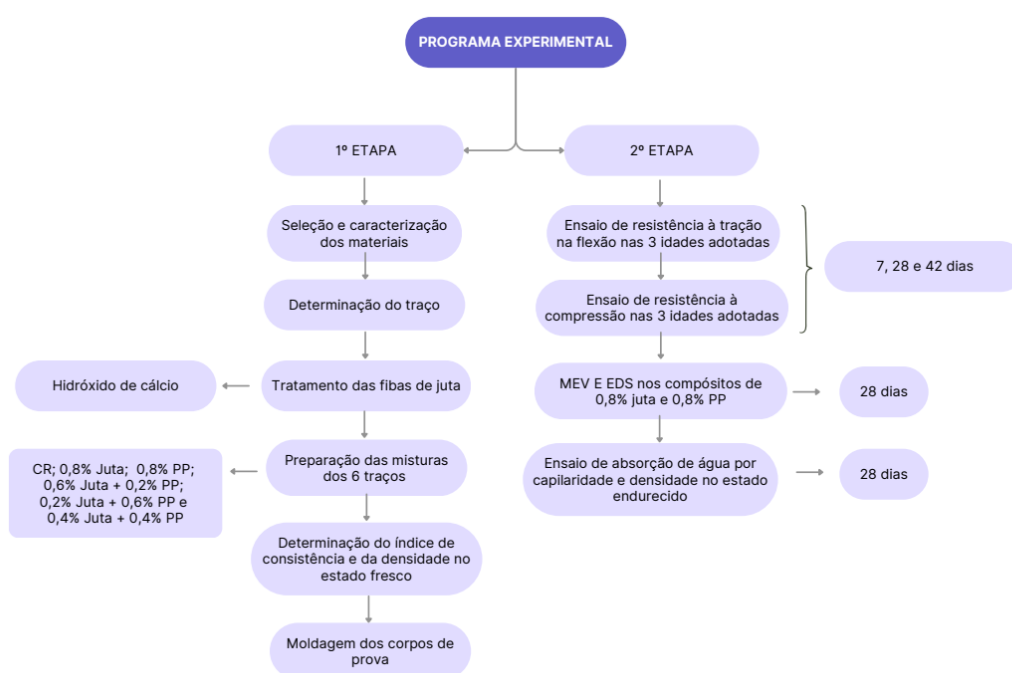 PROGRAMA EXPERIMENTAL
1º ETAPA
2º ETAPA
Seleção e caracterização
dos materiais
Determinação do traço
Tratamento das fibas de juta
Hidróxido de cálcio
Preparação das misturas
dos 6 traços
CR; 0,8% Juta; 0,8% PP;
0,6% Juta + 0,2% PP;
0,2% Juta + 0,6% PP e
0,4% Juta + 0,4% PP
Determinação do índice de
consistência e da densidade no
estado fresco
Moldagem dos corpos de
prova
Ensaio de resistência à tração
na flexão nas 3 idades adotadas
Ensaio de resistência à
compressão nas 3 idades adotadas
7, 28 e 42 dias
MEV E EDS nos compósitos de
0,8% juta e 0,8% PP
28 dias
Ensaio de absorção de água por
capilaridade e densidade no estado
endurecido
28 dias